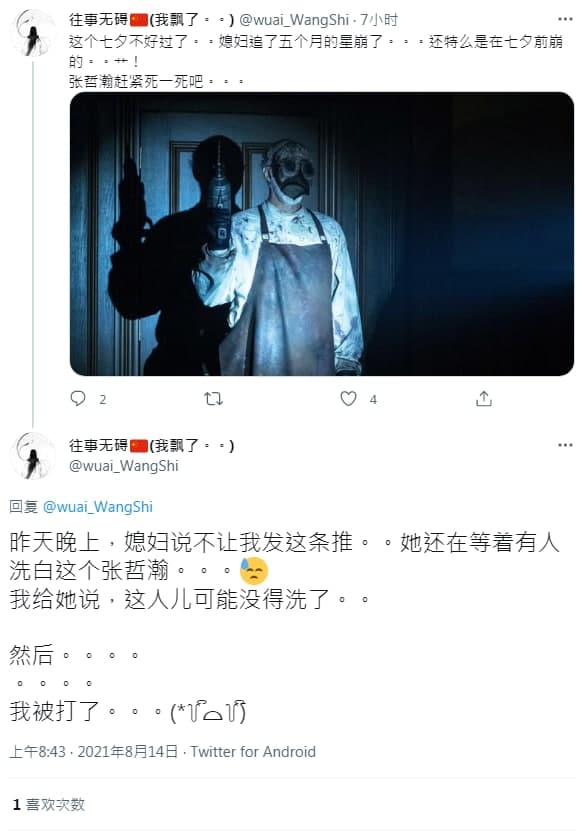 往事无碍🇨🇳(我飘了。。) @wuai_WangShi · 7小时
这个七夕不好过了。。媳妇追了五个月的星崩了。。。还特么是在七夕前崩
的。。艹！
张哲瀚赶紧死一死吧。。。
2
4
往事无碍🇨🇳(我飘了。。)
@wuai_WangShi
回复 @wuai_WangShi
昨天晚上，媳妇说不让我发这条推。。她还在等着有人
洗白这个张哲瀚。。。😓
我给她说，这人儿可能没得洗了。。
然后。。。。
。。。。
我被打了。。。(*꒦ິ⌓꒦ີ)
上午8:43 · 2021年8月14日 · Twitter for Android
1 喜欢次数